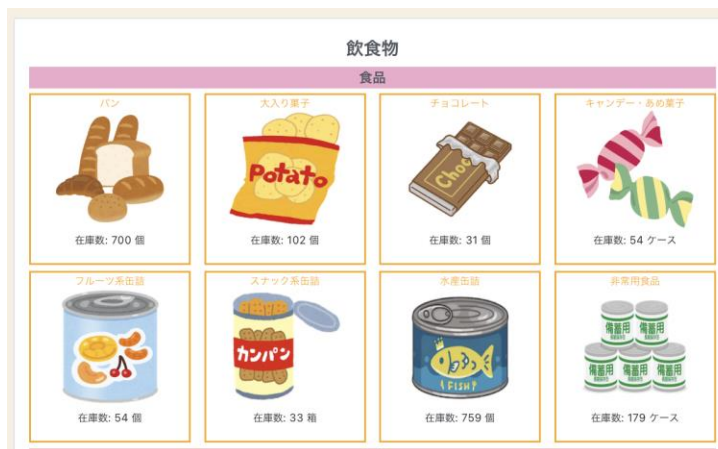 飲食物
食品
パン
大入り菓子
チョコレート
キャンデー・あめ菓子
Potato
Choc
在庫数: 700 個
在庫数: 102 個
在庫数: 31 個
在庫数: 54 ケース
フルーツ系缶詰
スナック系缶詰
水産缶詰
非常用食品
備蓄用
備蓄用
カンパン
備蓄用
備蓄用
備蓄用
FISH
在庫数: 54 個
在庫数: 33 箱
在庫数: 759 個
在庫数: 179 ケース